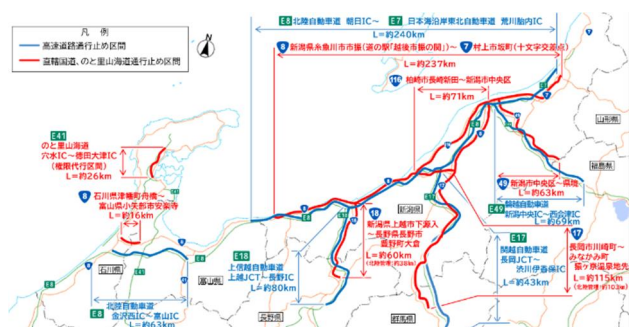 凡 例
高速道路通行止め区間
直轄国道、のと里山海道通行止め区間
N
E8 北陸自動車道 朝日IC～ E7 日本海沿岸東北自動車道 荒川胎内IC
L=約240km
8 新潟県糸魚川市市振(道の駅「越後市振の関」)～ 7 村上市坂町(十文字交差点)
L=約237km
116 柏崎市長崎新田～新潟市中央区
L=約71km
山形県
E41
のと里山海道
穴水IC～徳田大津IC
(権限代行区間)
L=約26km
8 石川県津幡町舟橋～
富山県小矢部市安楽寺
L=約16km
福島県
49 新潟市中央区～県境
L=約63km
E49 磐越自動車道
新潟中央IC～西会津IC
L=約69km
新潟県
18 新潟県上越市下源入
～長野県長野市
豊野町大倉
L=約60km
E18
上信越自動車道
上越JCT～長野IC
L=約80km
E17
関越自動車道
長岡JCT～
渋川伊香保IC
L=約43km
17
長岡市川崎町～
みなかみ町
猿ヶ京温泉地先
L=約115km
石川県
富山県
長野県
群馬県
E8 北陸自動車道
金沢西IC～富山IC
L=約63km